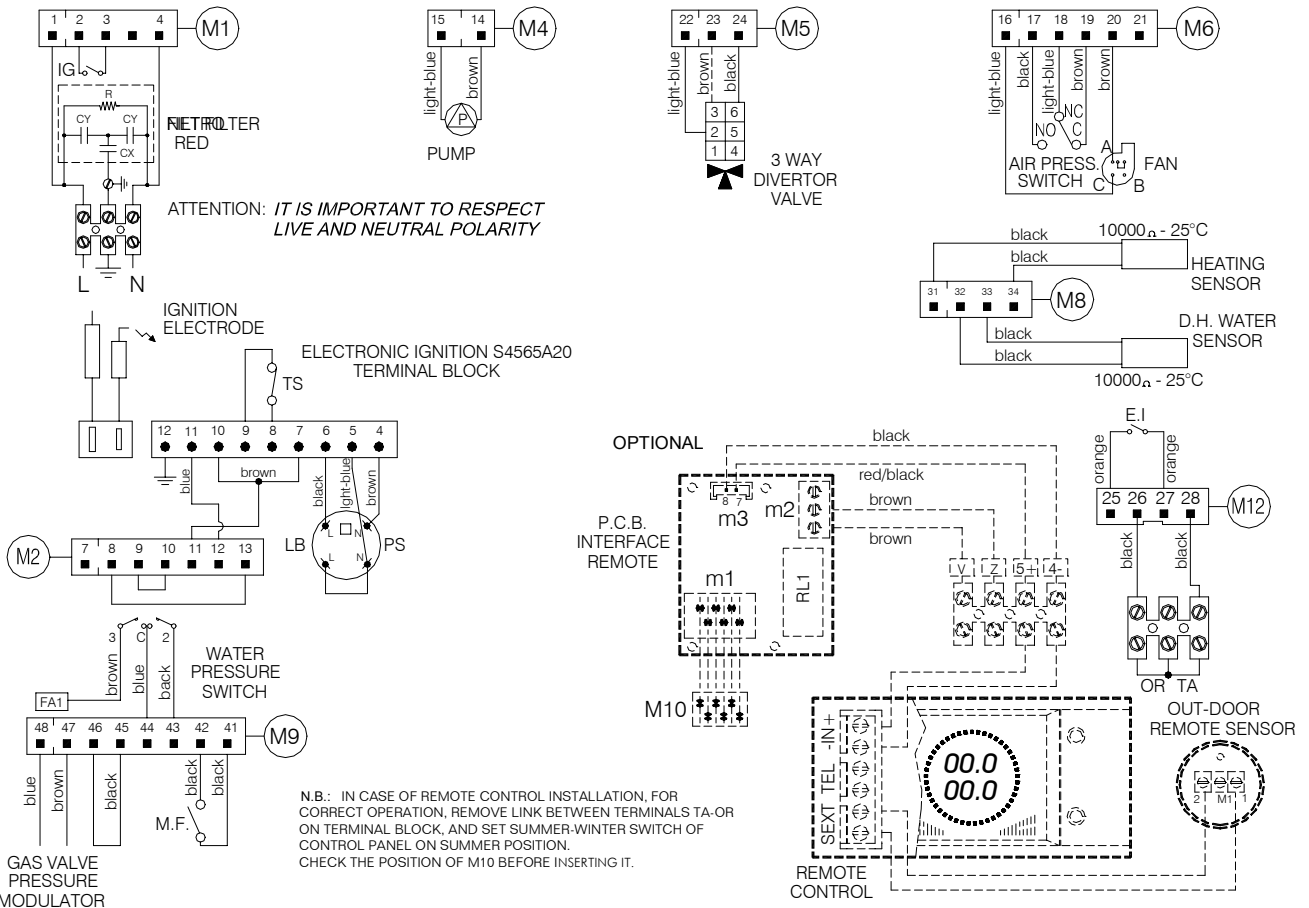 1 2 3 4 M1
IG
R
CY CY
CX
NET FILTER
RED
L N
ATTENTION: IT IS IMPORTANT TO RESPECT
LIVE AND NEUTRAL POLARITY
15 14 M4
light-blue
brown
P
PUMP
22 23 24 M5
light-blue
brown
black
3 6
2 5
1 4
3 WAY
DIVERTOR
VALVE
16 17 18 19 20 21 M6
light-blue
black
light-blue
brown
brown
NC
NO C
A
AIR PRESS.
SWITCH
FAN
C B
black
10000Ω - 25°C
black
HEATING
SENSOR
31 32 33 34 M8
D.H. WATER
SENSOR
black
black
10000Ω - 25°C
IGNITION
ELECTRODE
ELECTRONIC IGNITION S4565A20
TERMINAL BLOCK
TS
12 11 10 9 8 7 6 5 4
blue
brown
black
lght-blue
brown
L N
LB PS
L N
M2
7 8 9 10 11 12 13
3 C 2
brown
blue
back
WATER
PRESSURE
SWITCH
FA1
48 47 46 45 44 43 42 41 M9
blue
brown
black
black
black
M.F.
GAS VALVE
PRESSURE
MODULATOR
N.B.: IN CASE OF REMOTE CONTROL INSTALLATION, FOR
CORRECT OPERATION, REMOVE LINK BETWEEN TERMINALS TA-OR
ON TERMINAL BLOCK, AND SET SUMMER-WINTER SWITCH OF
CONTROL PANEL ON SUMMER POSITION.
CHECK THE POSITION OF M10 BEFORE INSERTING IT.
OPTIONAL
black
red/black
brown
brown
8 7
m3 m2
P.C.B.
INTERFACE
REMOTE
m1
RL1
M10
V Z 5+ 4-
E.I
orange
orange
25 26 27 28 M12
black
black
OR TA
OUT-DOOR
REMOTE SENSOR
2 M1 1
SEXT TEL -IN+
00.0
00.0
REMOTE
CONTROL